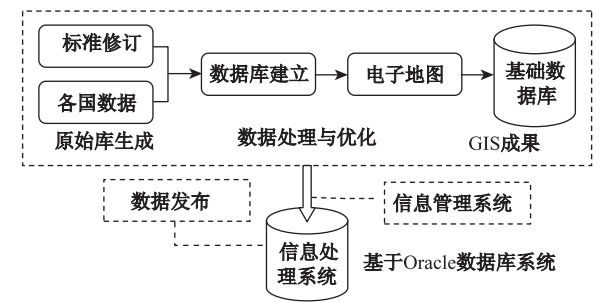 标准修订
各国数据
原始库生成
数据库建立
电子地图
基础数
据库
数据处理与优化
GIS成果
数据发布
信息管理系统
信息处
理系统
基于Oracle数据库系统